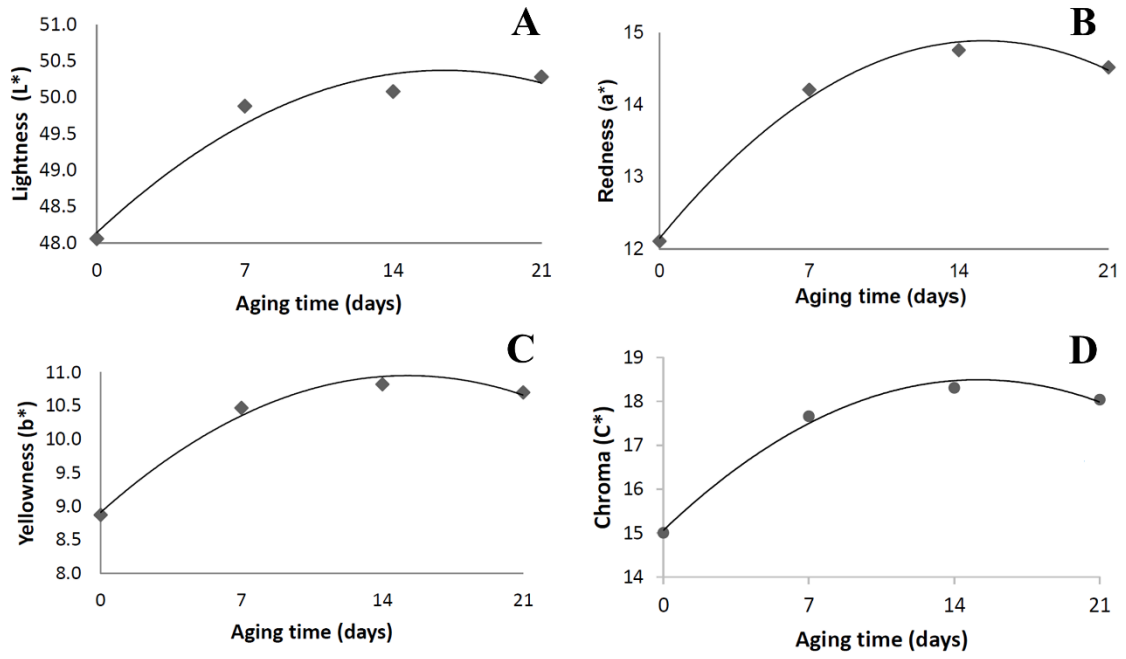 A
Lightness (L*)
51.0
50.5
50.0
49.5
49.0
48.5
48.0
0 7 14 21
Aging time (days)
B
Redness (a*)
15
14
13
12
0 7 14 21
Aging time (days)
C
Yellowness (b*)
11.0
10.5
10.0
9.5
9.0
8.5
8.0
0 7 14 21
Aging time (days)
D
Chroma (C*)
19
18
17
16
15
14
0 7 14 21
Aging time (days)